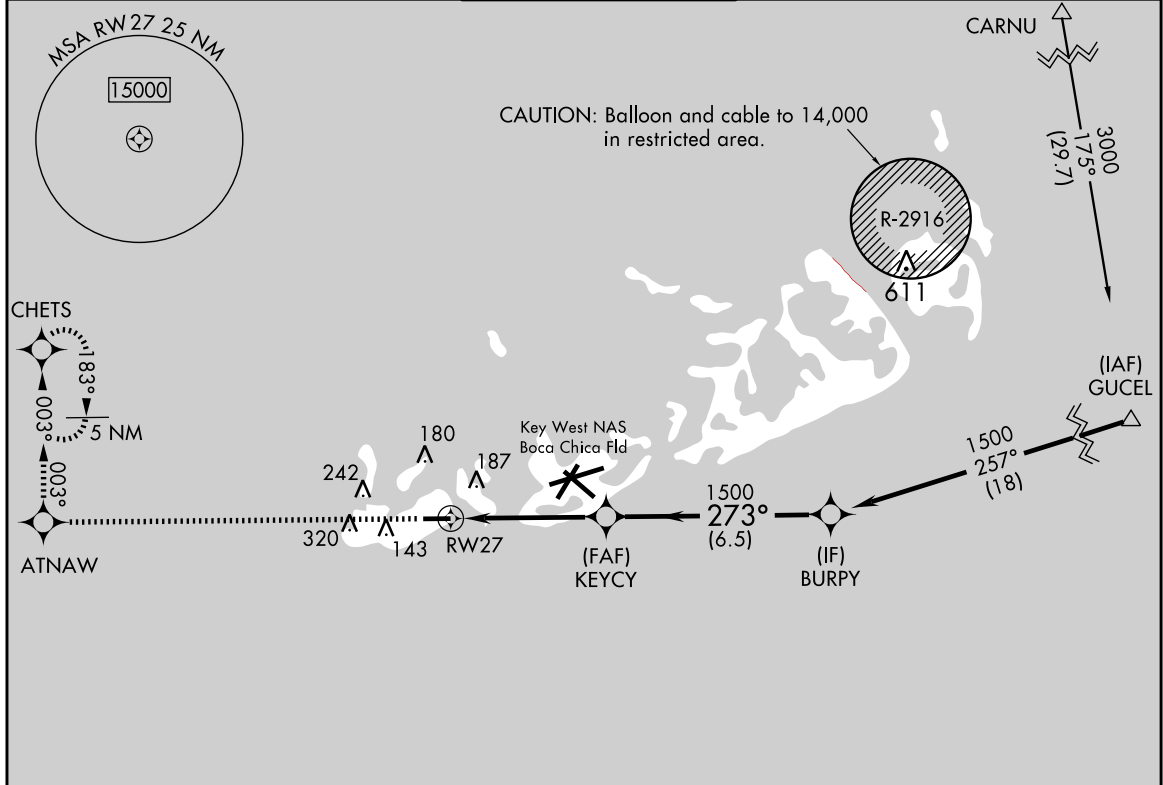 MSA RW27 25 NM
15000
CARNU
CAUTION: Balloon and cable to 14,000
in restricted area.
3000
175°
(29.7)
R-2916
611
CHETS
183°
003°
5 NM
003°
ATNAW
(IAF)
GUCEL
1500
257°
(18)
180
242
187
Key West NAS
Boca Chica Fld
320
143
RW27
1500
273°
(6.5)
(FAF)
KEYCY
(IF)
BURPY